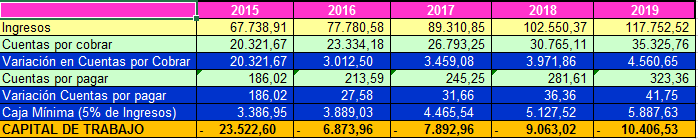 2015 2016 2017 2018 2019
Ingresos 67.738,91 77.780,58 89.310,85 102.550,37 117.752,52
Cuentas por cobrar 20.321,67 23.334,18 26.793,25 30.765,11 35.325,76
Variación en Cuentas por Cobrar 20.321,67 3.012,50 3.459,08 3.971,86 4.560,65
Cuentas por pagar 186,02 213,59 245,25 281,61 323,36
Variación Cuentas por pagar 186,02 27,58 31,66 36,36 41,75
Caja Mínima (5% de Ingresos) 3.386,95 3.889,03 4.465,54 5.127,52 5.887,63
CAPITAL DE TRABAJO - 23.522,60 - 6.873,96 - 7.892,96 - 9.063,02 - 10.406,53